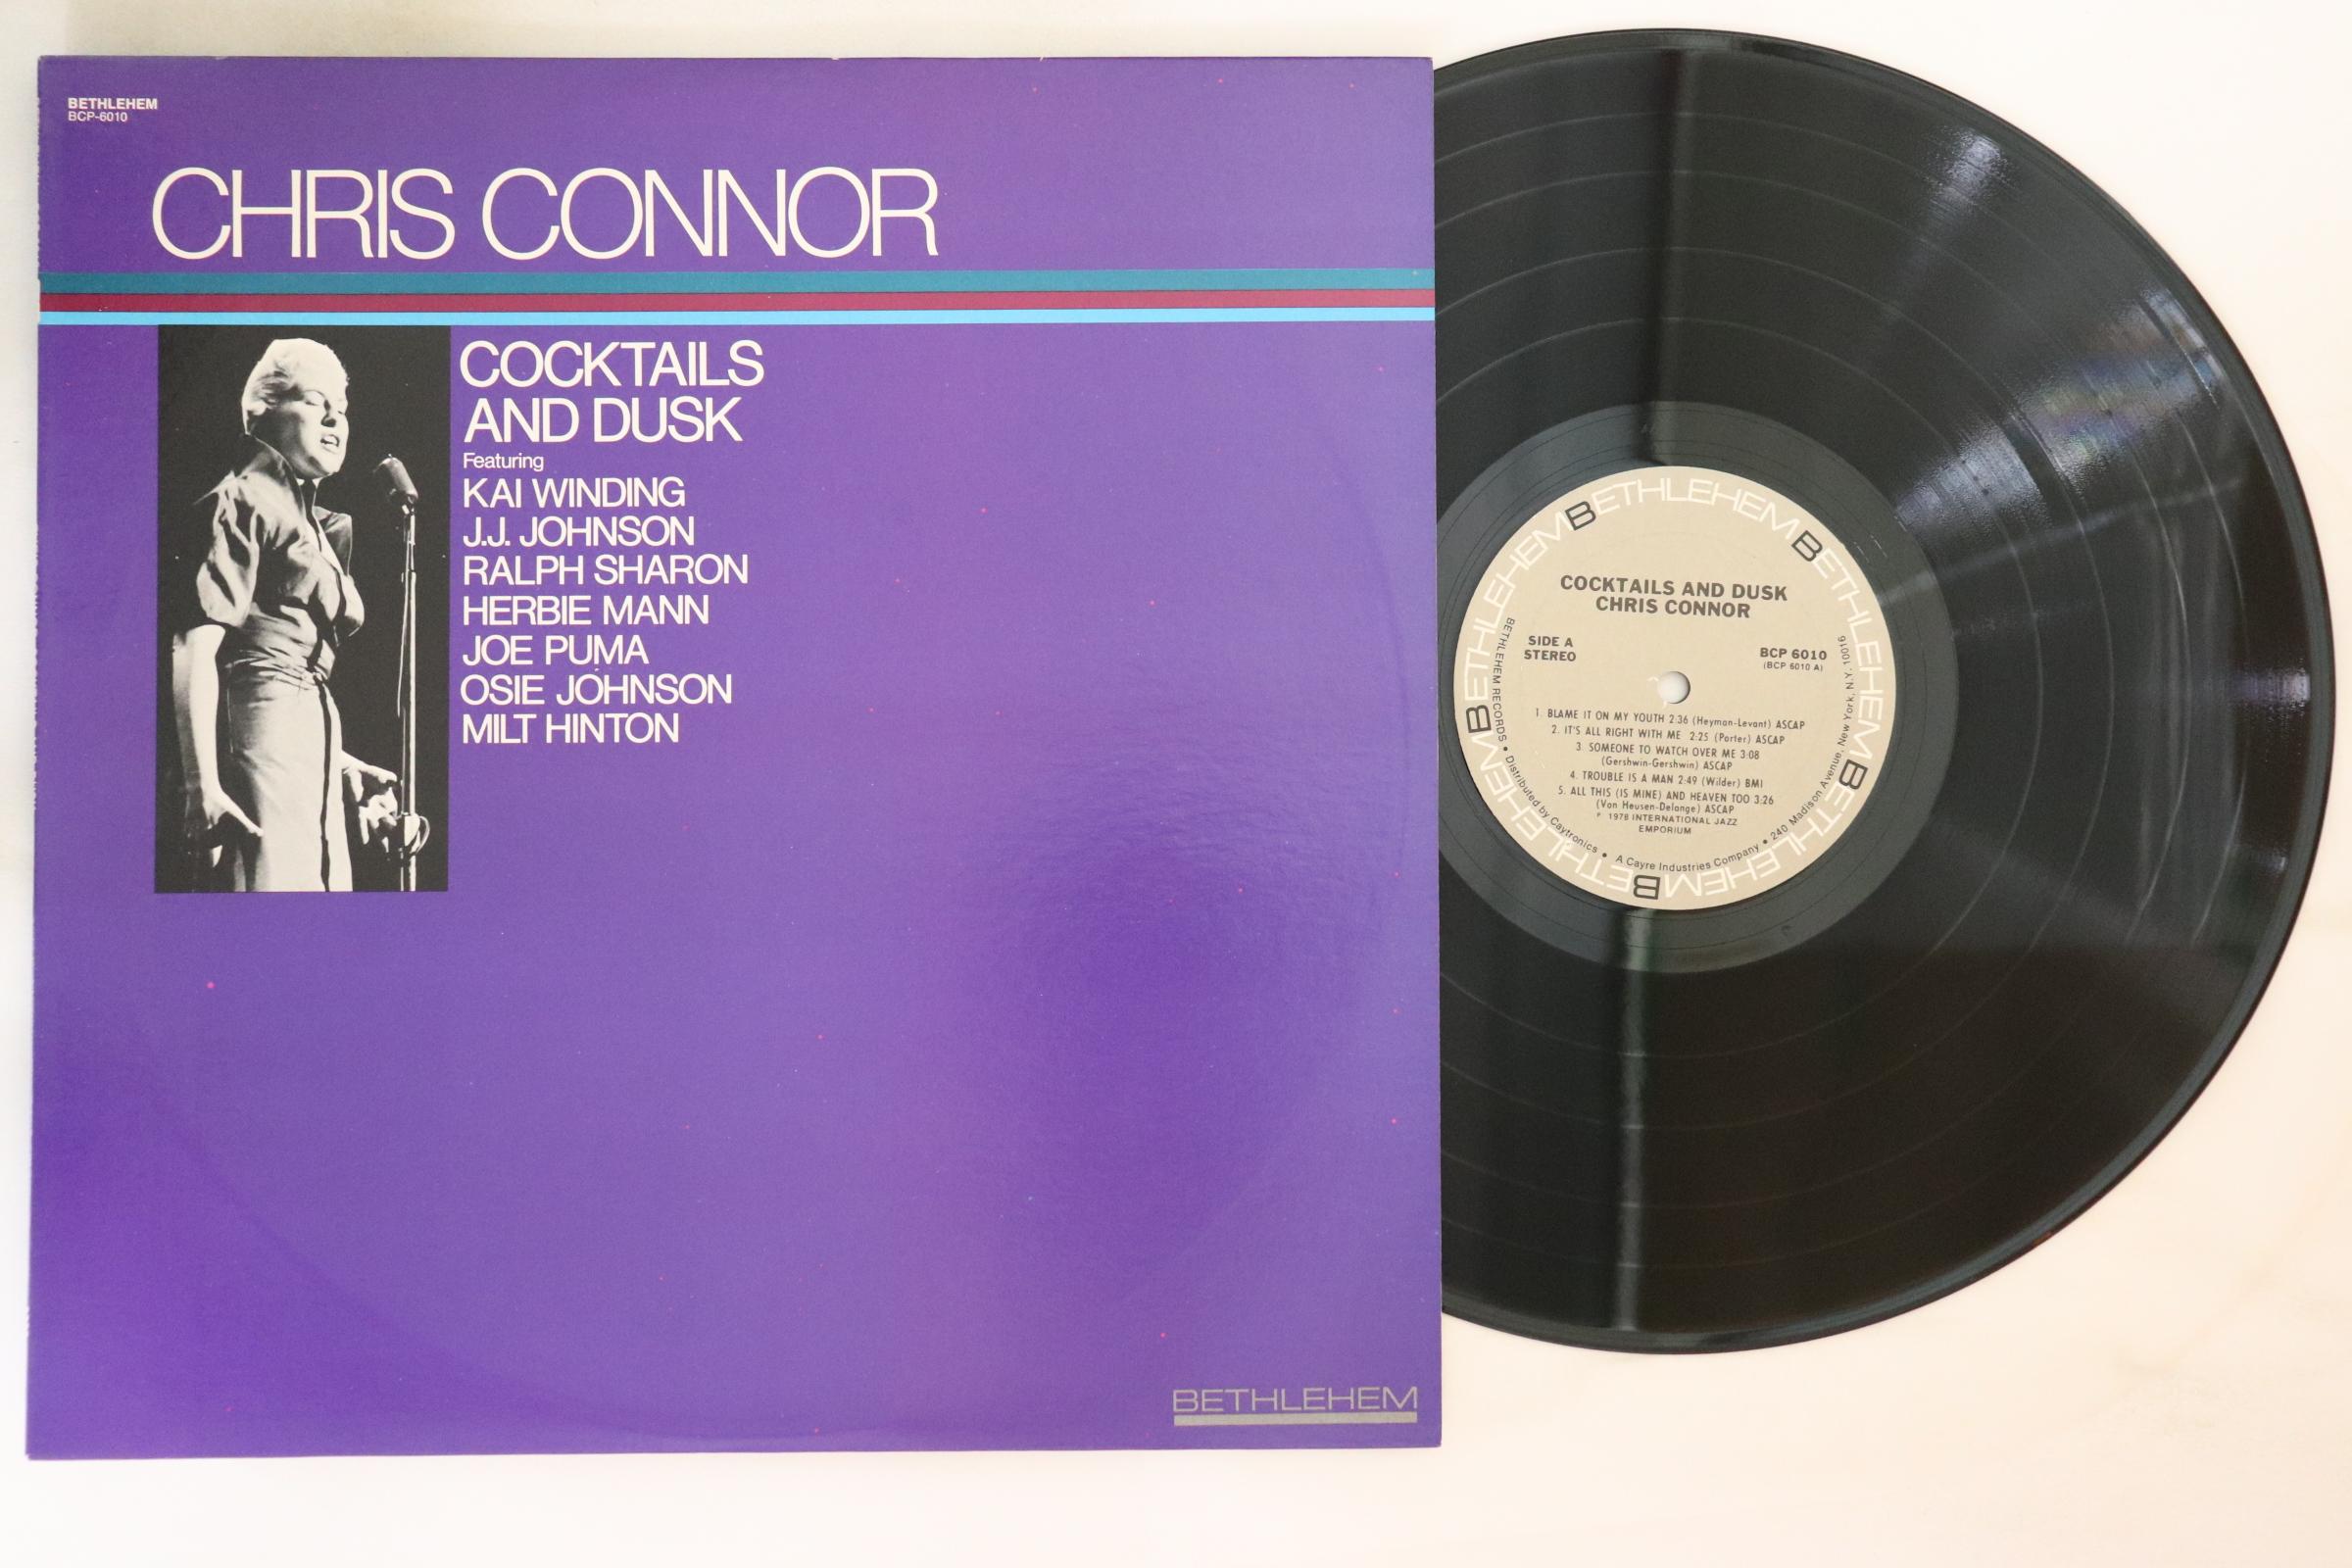 BETHLEHEM
BCP-6010
CHRIS CONNOR
COCKTAILS
AND DUSK
Featuring
KAI WINDING
J.J. JOHNSON
RALPH SHARON
HERBIE MANN
JOE PUMA
OSIE JOHNSON
MILT HINTON
BETHLEHEM
BETHLEHEM BETHLEHEM BETHLEHEM BETHLEHEM BETHLEHEM
COCKTAILS AND DUSK
CHRIS CONNOR
SIDE A
STEREO
BCP 6010
(BCP 6010 A)
1. BLAME IT ON MY YOUTH 2:36 (Heyman-Levant) ASCAP
2. IT'S ALL RIGHT WITH ME 2:25 (Porter) ASCAP
3. SOMEONE TO WATCH OVER ME 3:08
(Gershwin-Gershwin) ASCAP
4. TROUBLE IS A MAN 2:49 (Wilder) BMI
5. ALL THIS (IS MINE) AND HEAVEN TOO 3:26
(Von Heusen-Delange) ASCAP
℗ 1978 INTERNATIONAL JAZZ
EMPORIUM
BETHLEHEM RECORDS • Distributed by Caytronics • A Cayre Industries Company • 240 Madison Avenue, New York, N.Y. 10016